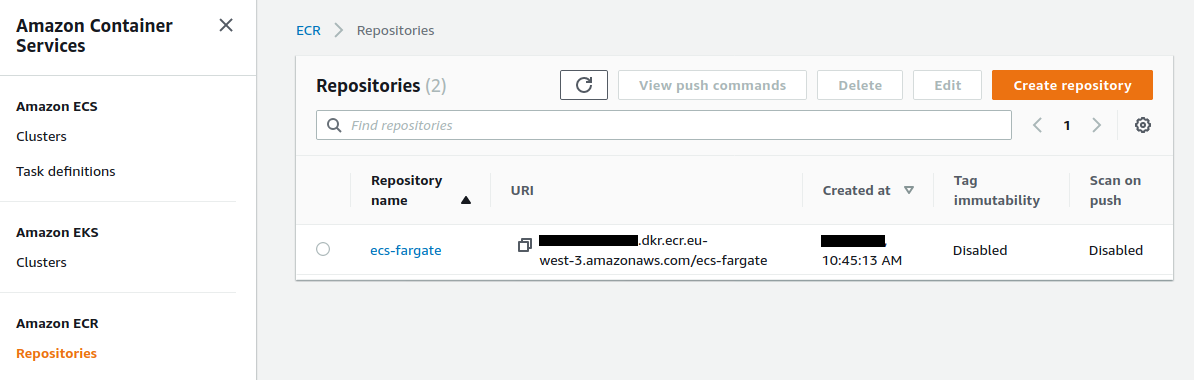 Amazon Container
Services
Amazon ECS
Clusters
Task definitions
Amazon EKS
Clusters
Amazon ECR
Repositories
ECR
Repositories
Repositories (2)
View push commands
Delete
Edit
Create repository
Find repositories
1
Repository
name
URI
Created at
Tag
immutability
Scan on
push
ecs-fargate
.dkr.ecr.eu-
west-3.amazonaws.com/ecs-fargate
,
10:45:13 AM
Disabled
Disabled